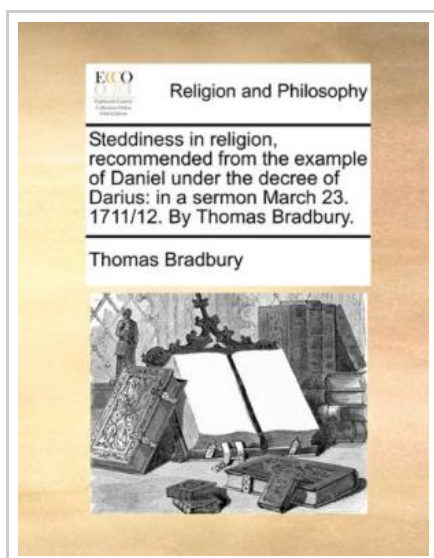 ECCO
Religion and Philosophy
Steddiness in religion,
recommended from the example
of Daniel under the decree of
Darius: in a sermon March 23.
1711/12. By Thomas Bradbury.
Thomas Bradbury